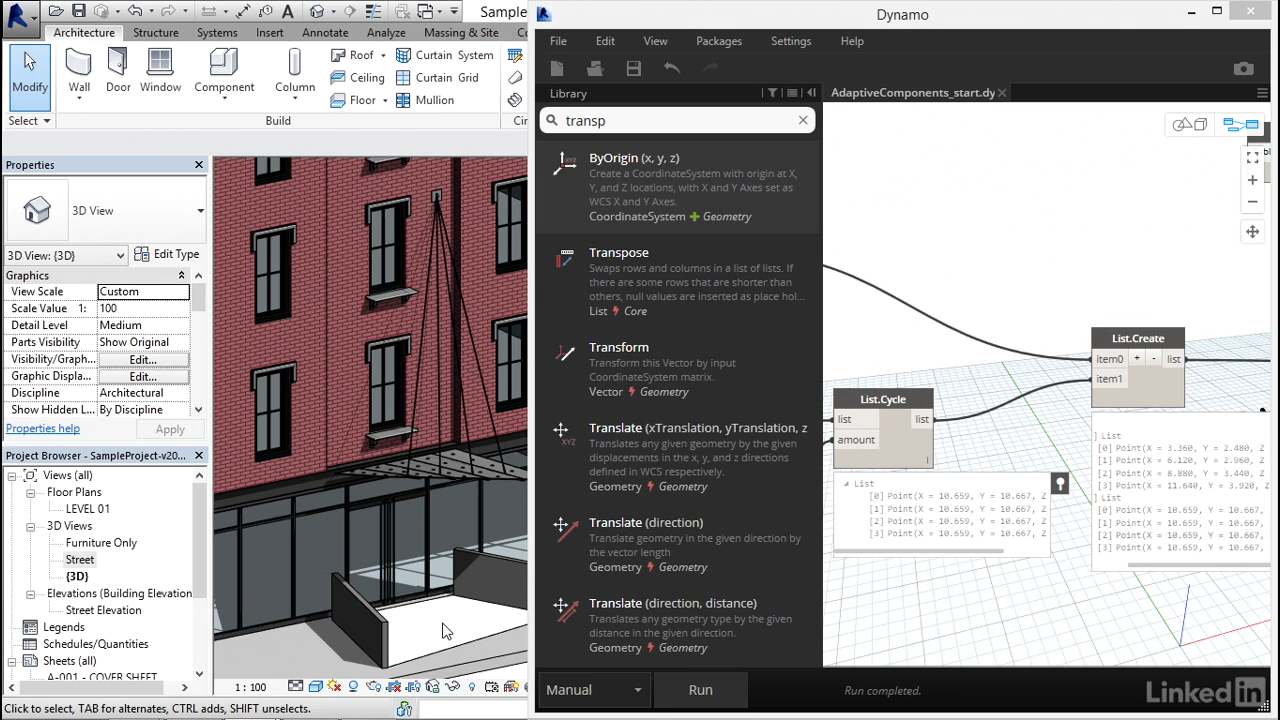 Sample
Dynamo
Architecture Structure Systems Insert Annotate Analyze Massing & Site
File Edit View Packages Settings Help
Modify
Wall
Door
Window
Component
Column
Roof
Ceiling
Floor
Curtain System
Curtain Grid
Mullion
Select
Build
Library
AdaptiveComponents_start.dy
transp
ByOrigin (x, y, z)
Create a CoordinateSystem with origin at X,
Y, and Z locations, with X and Y Axes set as
WCS X and Y Axes.
CoordinateSystem Geometry
Transpose
Swaps rows and columns in a list of lists. If
there are some rows that are shorter than
others, null values are inserted as place hol...
List Core
Transform
Transform this Vector by input
CoordinateSystem matrix.
Vector Geometry
Translate (xTranslation, yTranslation, z
Translates any given geometry by the given
displacements in the x, y, and z directions
defined in WCS respectively.
Geometry Geometry
Translate (direction)
Translate geometry in the given direction by
the vector length
Geometry Geometry
Translate (direction, distance)
Translates any geometry type by the given
distance in the given direction.
Geometry Geometry
Properties
3D View
3D View: {3D}
Edit Type
Graphics
View Scale Custom
Scale Value 1: 100
Detail Level Medium
Parts Visibility Show Original
Visibility/Graph... Edit...
Graphic Displa... Edit...
Discipline Architectural
Show Hidden L... By Discipline
Properties help
Apply
Project Browser - SampleProject-v20...
Views (all)
Floor Plans
LEVEL 01
3D Views
Furniture Only
Street
{3D}
Elevations (Building Elevation
Street Elevation
Legends
Schedules/Quantities
Sheets (all)
A-001 - COVER SHEET
1 : 100
Click to select, TAB for alternates, CTRL adds, SHIFT unselects.
List.Cycle
list list
amount
List
[0] Point(X = 10.659, Y = 10.667, Z
[1] Point(X = 10.659, Y = 10.667, Z
[2] Point(X = 10.659, Y = 10.667, Z
[3] Point(X = 10.659, Y = 10.667, Z
List.Create
item0 + - list
item1
] List
[0] Point(X = 3.360, Y = 2.480, Z
[1] Point(X = 6.120, Y = 2.960, Z
[2] Point(X = 8.880, Y = 3.440, Z
[3] Point(X = 11.640, Y = 3.920, Z
] List
[0] Point(X = 10.659, Y = 10.667,
[1] Point(X = 10.659, Y = 10.667,
[2] Point(X = 10.659, Y = 10.667,
[3] Point(X = 10.659, Y = 10.667,
Manual
Run
Run completed.
Linked in